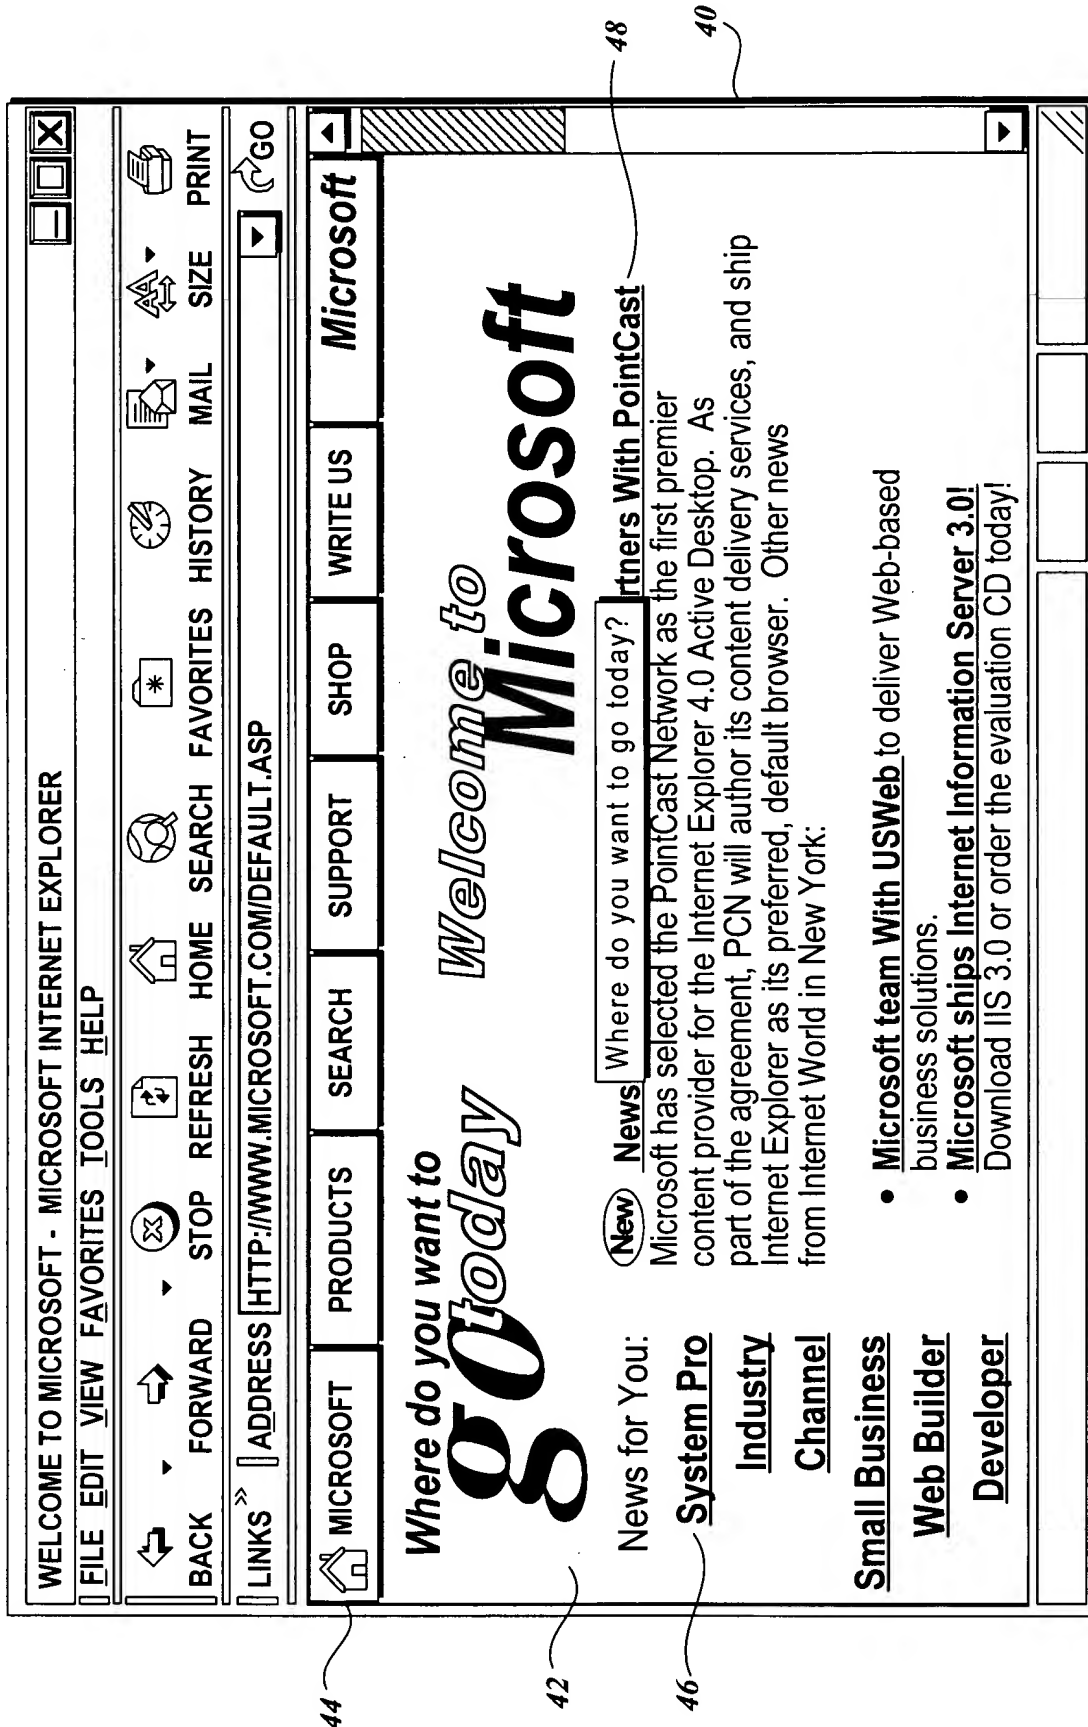 WELCOME TO MICROSOFT - MICROSOFT INTERNET EXPLORER
FILE EDIT VIEW FAVORITES TOOLS HELP
BACK FORWARD STOP REFRESH HOME SEARCH FAVORITES HISTORY MAIL SIZE PRINT
LINKS » ADDRESS HTTP://WWW.MICROSOFT.COM/DEFAULT.ASP GO
44
MICROSOFT PRODUCTS SEARCH SUPPORT SHOP WRITE US Microsoft
Where do you want to
go today
Welcome to
Microsoft
42
News for You:
System Pro
Industry
Channel
Small Business
Web Builder
Developer
46
New News Where do you want to go today? rtners With PointCast
48
Microsoft has selected the PointCast Network as the first premier
content provider for the Internet Explorer 4.0 Active Desktop. As
part of the agreement, PCN will author its content delivery services, and ship
Internet Explorer as its preferred, default browser. Other news
from Internet World in New York:
• Microsoft team With USWeb to deliver Web-based
business solutions.
• Microsoft ships Internet Information Server 3.0!
Download IIS 3.0 or order the evaluation CD today!
40